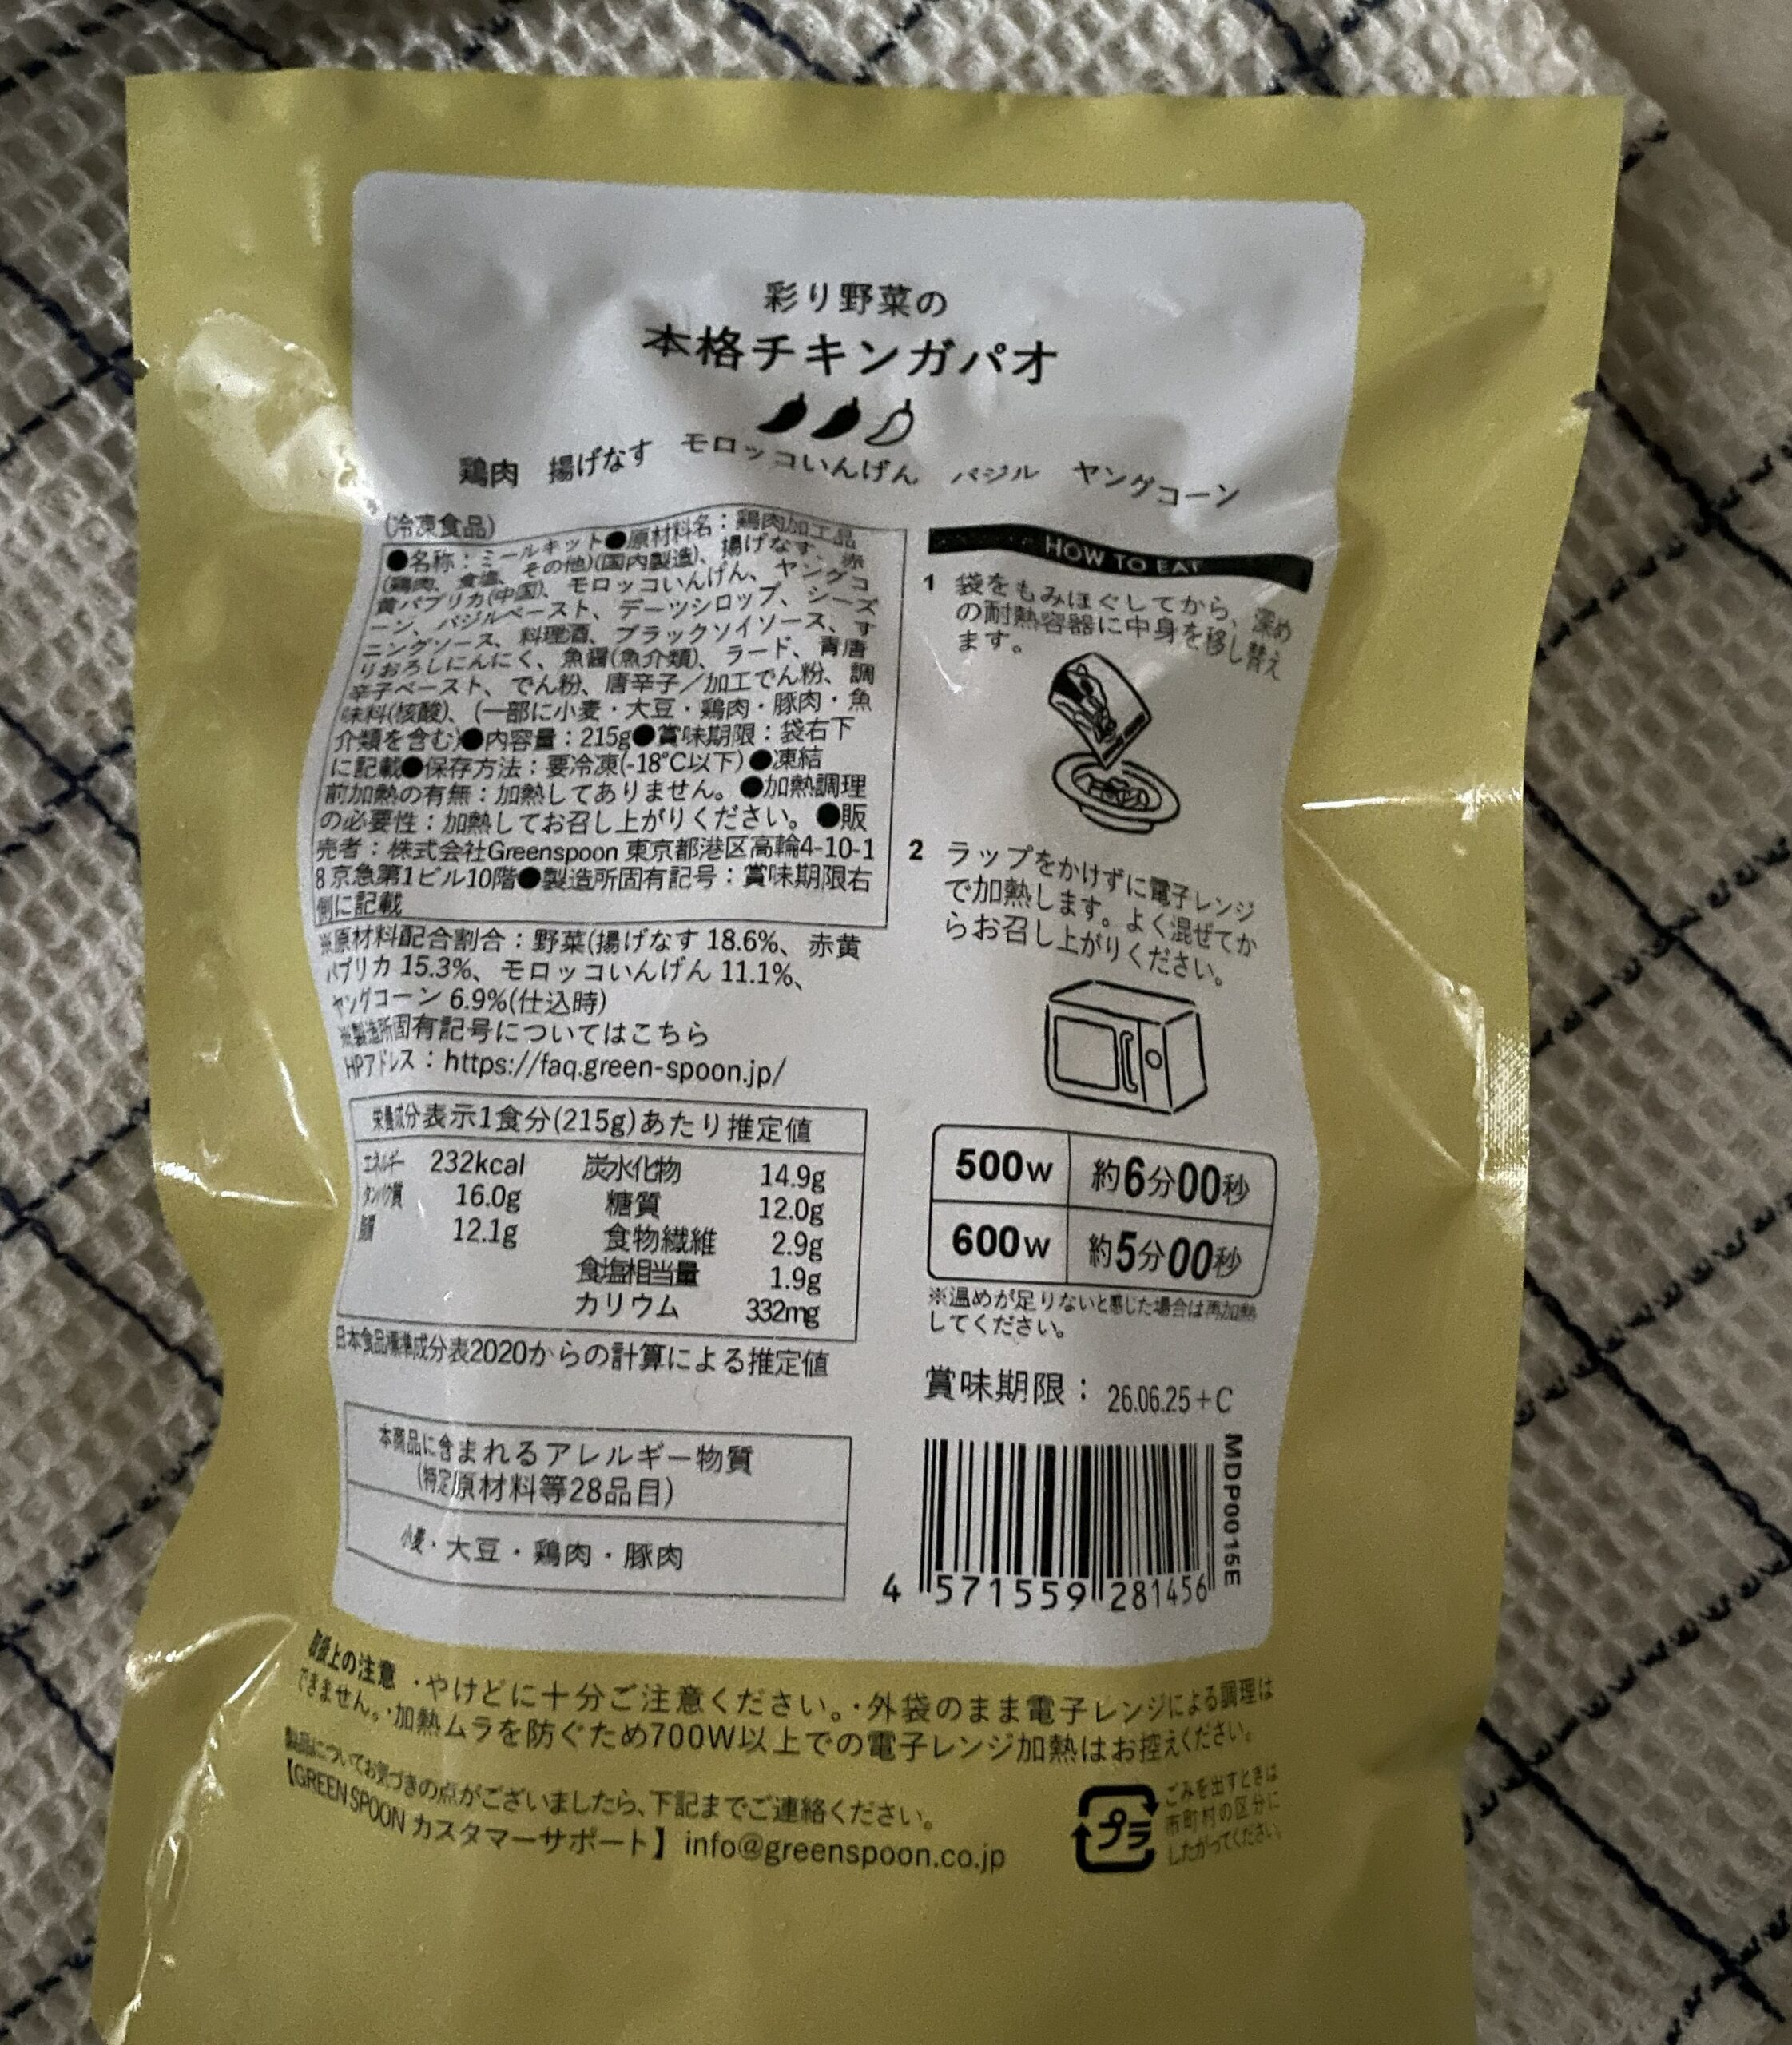 彩り野菜の
本格チキンガパオ
鶏肉 揚げなす モロッコいんげん バジル ヤングコーン
(冷凍食品)
●名称：ミールキット●原材料名：鶏肉加工品
(鶏肉、食塩、その他)(国内製造)、揚げなす、赤
黄パプリカ(中国)、モロッコいんげん、ヤングコ
ーン、バジルペースト、デーツシロップ、シーズ
ニングソース、料理酒、ブラックソイソース、す
りおろしにんにく、魚醤(魚介類)、ラード、青唐
辛子ペースト、でん粉、唐辛子／加工でん粉、調
味料(核酸)、(一部に小麦・大豆・鶏肉・豚肉・魚
介類を含む)●内容量：215g●賞味期限：袋右下
に記載●保存方法：要冷凍(-18℃以下)●凍結
前加熱の有無：加熱してありません。●加熱調理
の必要性：加熱してお召し上がりください。●販
売者：株式会社Greenspoon 東京都港区高輪4-10-1
8 京急第1ビル10階●製造所固有記号：賞味期限右
側に記載
※原材料配合割合：野菜(揚げなす 18.6%、赤黄
パプリカ 15.3%、モロッコいんげん 11.1%、
ヤングコーン 6.9%(仕込時)
※製造所固有記号についてはこちら
HPアドレス：https://faq.green-spoon.jp/
栄養成分表示1食分(215g)あたり推定値
エネルギー 232kcal 炭水化物 14.9g
タンパク質 16.0g 糖質 12.0g
脂質 12.1g 食物繊維 2.9g
食塩相当量 1.9g
カリウム 332mg
日本食品標準成分表2020からの計算による推定値
本商品に含まれるアレルギー物質
(特定原材料等28品目)
小麦・大豆・鶏肉・豚肉
HOW TO EAT
1 袋をもみほぐしてから、深め
の耐熱容器に中身を移し替え
ます。
2 ラップをかけずに電子レンジ
で加熱します。よく混ぜてか
らお召し上がりください。
500w 約6分00秒
600w 約5分00秒
※温めが足りないと感じた場合は再加熱
してください。
賞味期限： 26.06.25+C
MDP0015E
4 571559 281456
取扱上の注意 ・やけどに十分ご注意ください。・外袋のまま電子レンジによる調理は
できません。・加熱ムラを防ぐため700W以上での電子レンジ加熱はお控えください。
製品についてお気づきの点がございましたら、下記までご連絡ください。
【GREEN SPOON カスタマーサポート】 info@greenspoon.co.jp
プラ
ごみを出すときは
市町村の区分に
したがってください。